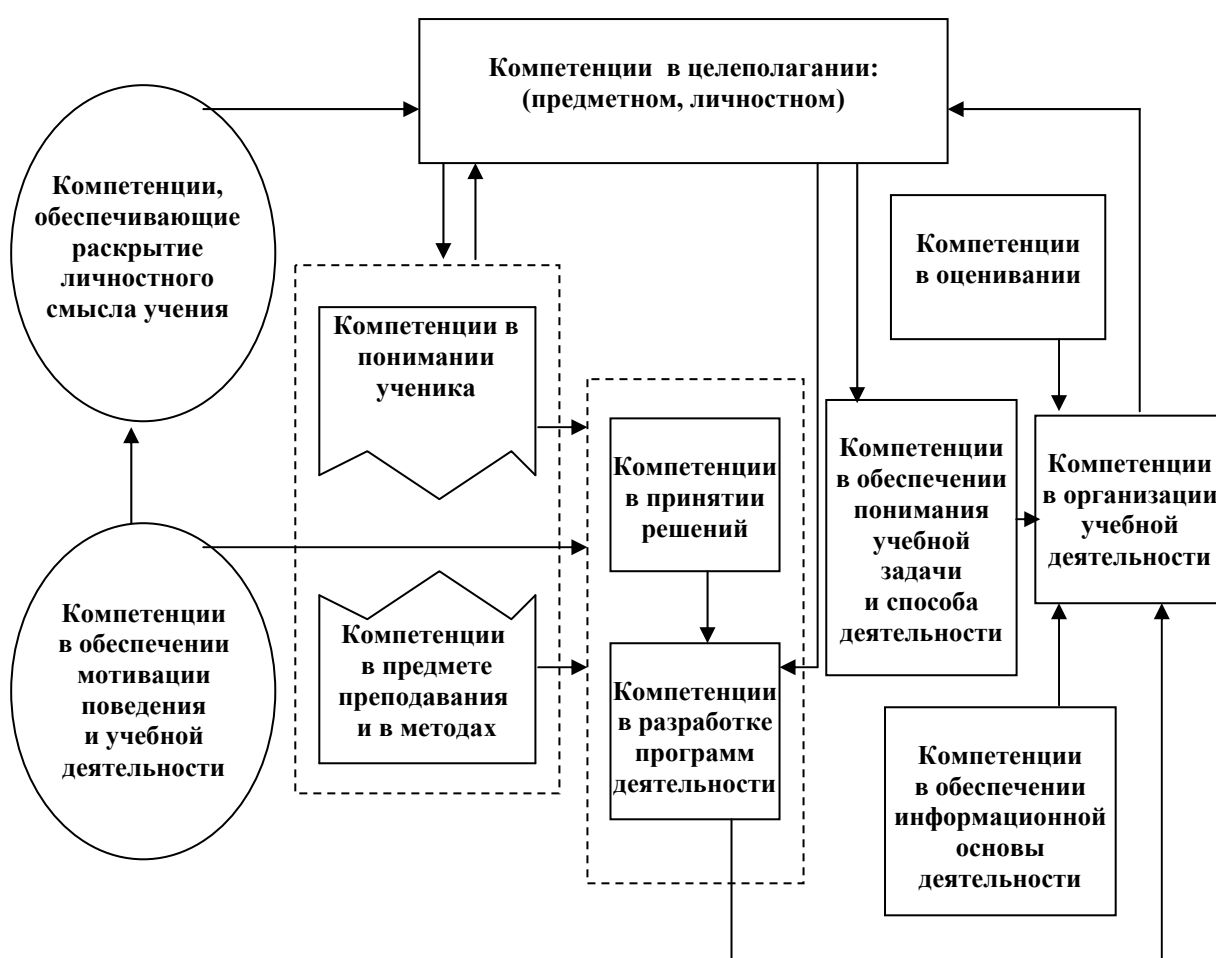 Компетенции в целеполагании:
(предметном, личностном)
Компетенции,
обеспечивающие
раскрытие
личностного
смысла учения
Компетенции
в оценивании
Компетенции в
понимании
ученика
Компетенции
в принятии
решений
Компетенции
в обеспечении
понимания
учебной
задачи
и способа
деятельности
Компетенции
в организации
учебной
деятельности
Компетенции
в обеспечении
мотивации
поведения
и учебной
деятельности
Компетенции
в предмете
преподавания
и в методах
Компетенции
в разработке
программ
деятельности
Компетенции
в обеспечении
информационной
основы
деятельности